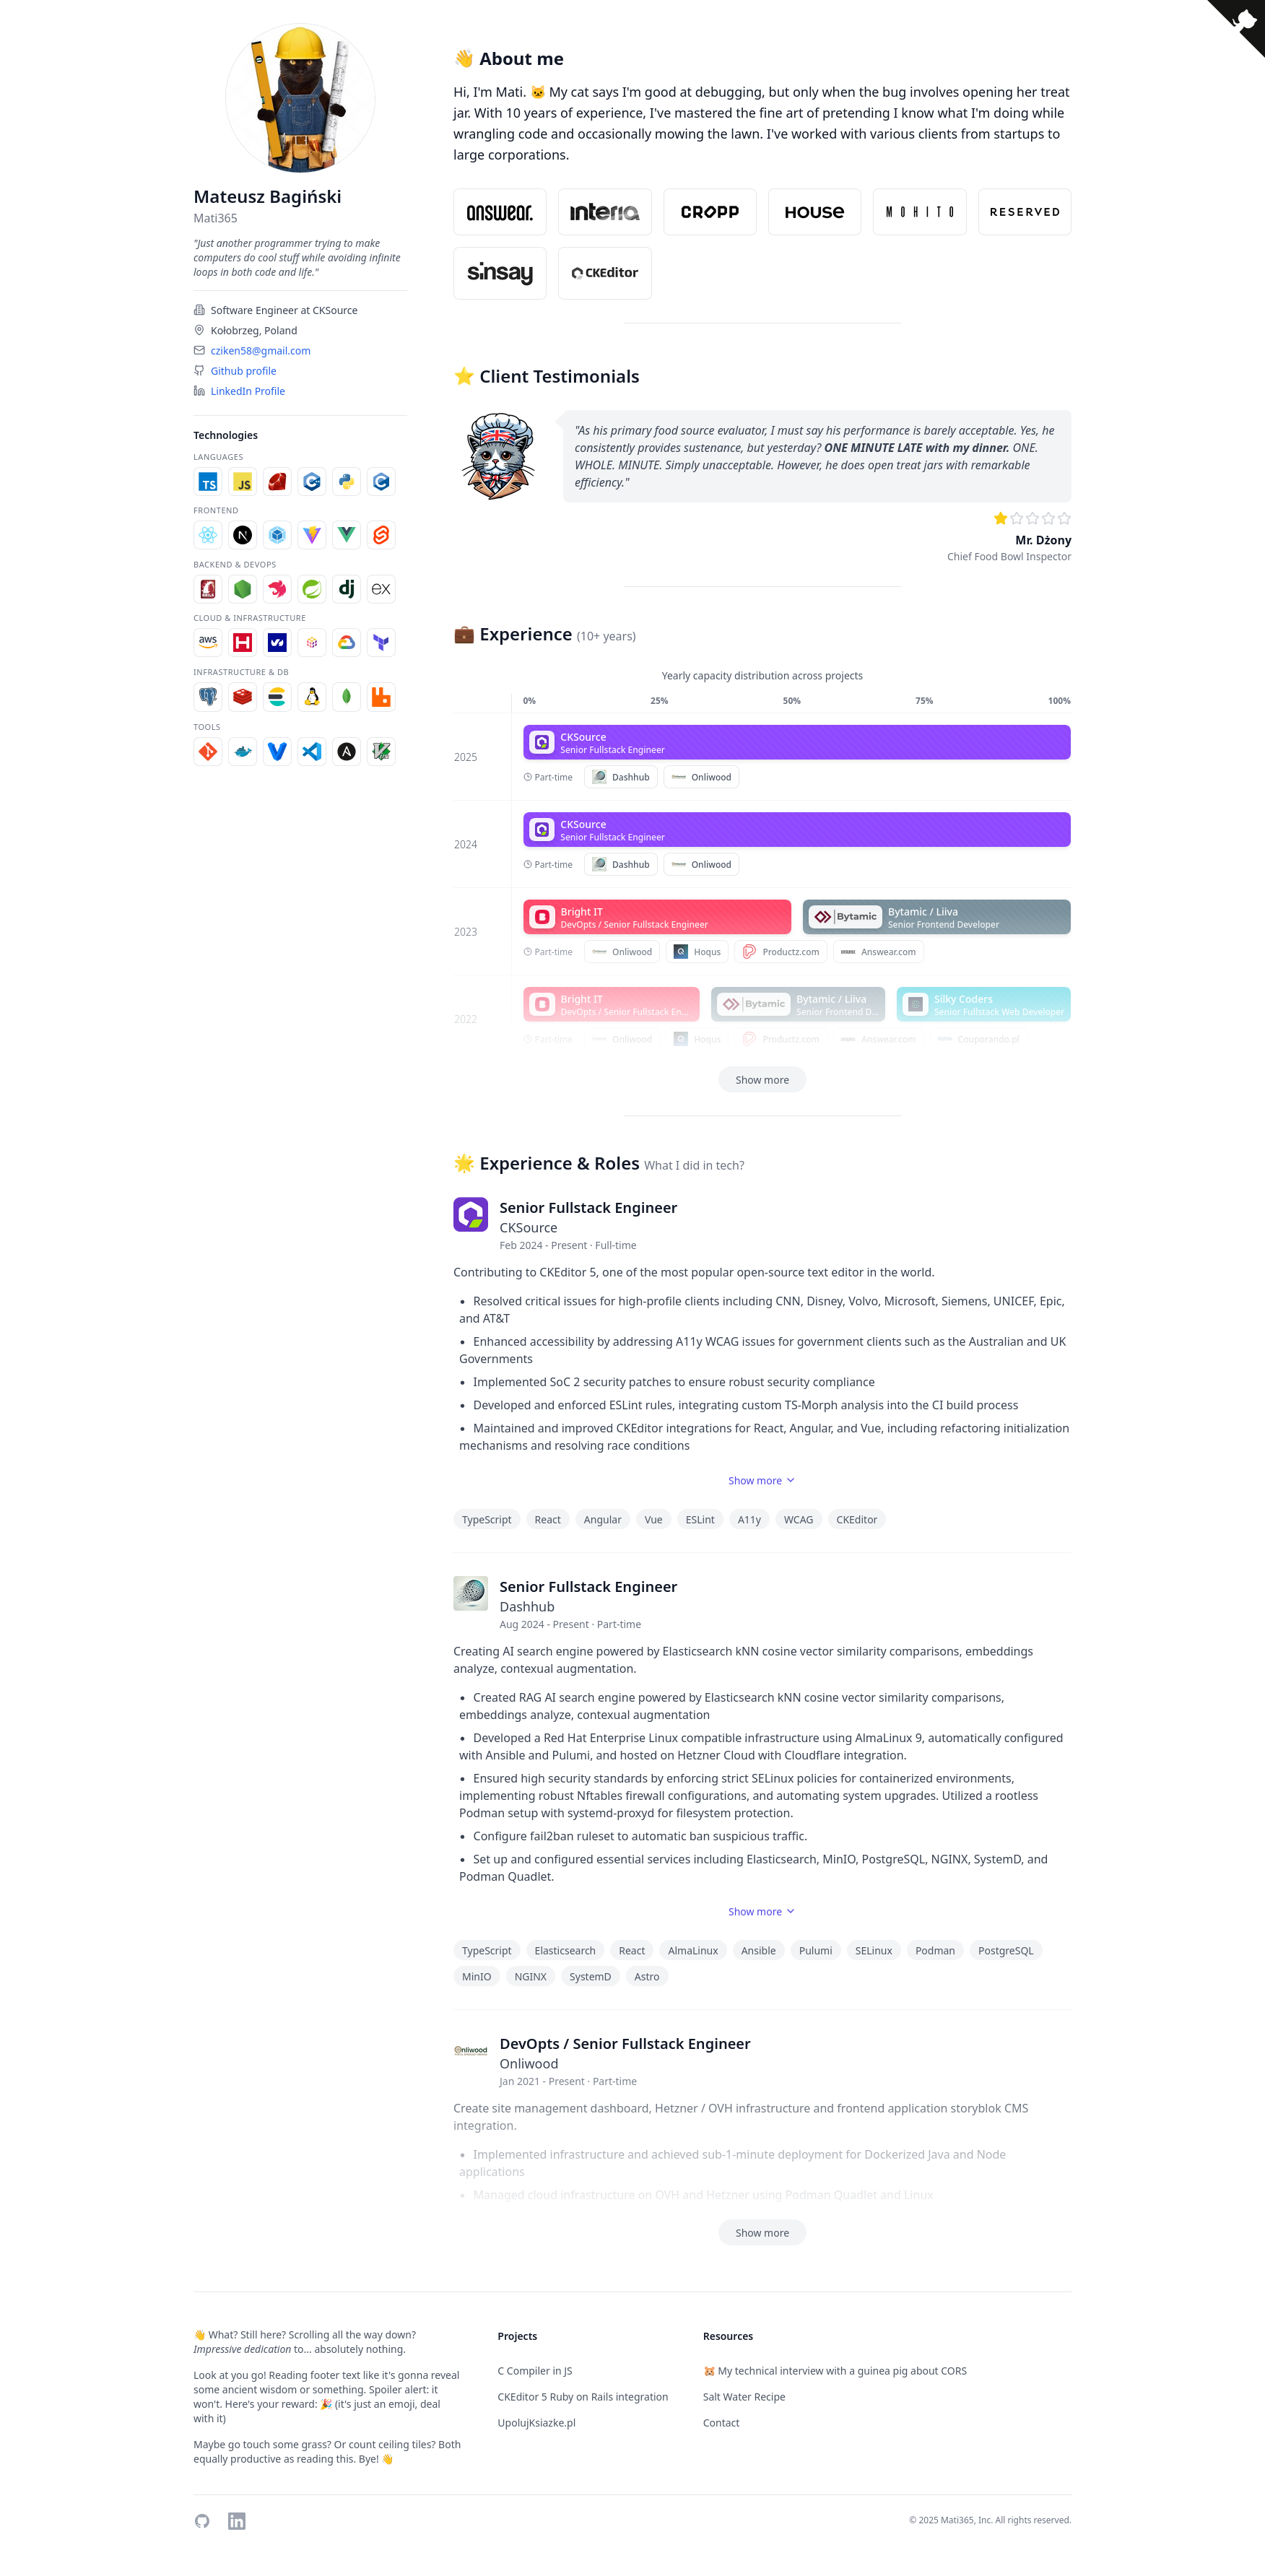 Mateusz Bagiński
Mati365
"Just another programmer trying to make
computers do cool stuff while avoiding infinite
loops in both code and life."
Software Engineer at CKSource
Kołobrzeg, Poland
cziken58@gmail.com
Github profile
LinkedIn Profile
Technologies
LANGUAGES
TS JS
FRONTEND
BACKEND & DEVOPS
dj ex
CLOUD & INFRASTRUCTURE
aws
INFRASTRUCTURE & DB
TOOLS
👋 About me
Hi, I'm Mati. 🐱 My cat says I'm good at debugging, but only when the bug involves opening her treat
jar. With 10 years of experience, I've mastered the fine art of pretending I know what I'm doing while
wrangling code and occasionally mowing the lawn. I've worked with various clients from startups to
large corporations.
answear. interia CROPP HOUSE MOHITO RESERVED
sinsay CKEditor
⭐ Client Testimonials
"As his primary food source evaluator, I must say his performance is barely acceptable. Yes, he
consistently provides sustenance, but yesterday? ONE MINUTE LATE with my dinner. ONE.
WHOLE. MINUTE. Simply unacceptable. However, he does open treat jars with remarkable
efficiency."
Mr. Dżony
Chief Food Bowl Inspector
💼 Experience (10+ years)
Yearly capacity distribution across projects
0% 25% 50% 75% 100%
2025
CKSource
Senior Fullstack Engineer
Part-time Dashhub Onliwood
2024
CKSource
Senior Fullstack Engineer
Part-time Dashhub Onliwood
2023
Bright IT
DevOpts / Senior Fullstack Engineer
Bytamic
Bytamic / Liiva
Senior Frontend Developer
Part-time Onliwood Hoqus Productz.com Answear.com
2022
Bright IT
DevOpts / Senior Fullstack En...
Bytamic
Bytamic / Liiva
Senior Frontend D...
Silky Coders
Senior Fullstack Web Developer
Part-time Onliwood Hoqus Productz.com Answear.com Couporando.pl
Show more
🌟 Experience & Roles What I did in tech?
Senior Fullstack Engineer
CKSource
Feb 2024 - Present · Full-time
Contributing to CKEditor 5, one of the most popular open-source text editor in the world.
• Resolved critical issues for high-profile clients including CNN, Disney, Volvo, Microsoft, Siemens, UNICEF, Epic,
and AT&T
• Enhanced accessibility by addressing A11y WCAG issues for government clients such as the Australian and UK
Governments
• Implemented SoC 2 security patches to ensure robust security compliance
• Developed and enforced ESLint rules, integrating custom TS-Morph analysis into the CI build process
• Maintained and improved CKEditor integrations for React, Angular, and Vue, including refactoring initialization
mechanisms and resolving race conditions
Show more
TypeScript React Angular Vue ESLint A11y WCAG CKEditor
Senior Fullstack Engineer
Dashhub
Aug 2024 - Present · Part-time
Creating AI search engine powered by Elasticsearch kNN cosine vector similarity comparisons, embeddings
analyze, contexual augmentation.
• Created RAG AI search engine powered by Elasticsearch kNN cosine vector similarity comparisons,
embeddings analyze, contexual augmentation
• Developed a Red Hat Enterprise Linux compatible infrastructure using AlmaLinux 9, automatically configured
with Ansible and Pulumi, and hosted on Hetzner Cloud with Cloudflare integration.
• Ensured high security standards by enforcing strict SELinux policies for containerized environments,
implementing robust Nftables firewall configurations, and automating system upgrades. Utilized a rootless
Podman setup with systemd-proxyd for filesystem protection.
• Configure fail2ban ruleset to automatic ban suspicious traffic.
• Set up and configured essential services including Elasticsearch, MinIO, PostgreSQL, NGINX, SystemD, and
Podman Quadlet.
Show more
TypeScript Elasticsearch React AlmaLinux Ansible Pulumi SELinux Podman PostgreSQL
MinIO NGINX SystemD Astro
Onliwood
DevOpts / Senior Fullstack Engineer
Onliwood
Jan 2021 - Present · Part-time
Create site management dashboard, Hetzner / OVH infrastructure and frontend application storyblok CMS
integration.
• Implemented infrastructure and achieved sub-1-minute deployment for Dockerized Java and Node
applications
• Managed cloud infrastructure on OVH and Hetzner using Podman Quadlet and Linux
Show more
👋 What? Still here? Scrolling all the way down?
Impressive dedication to... absolutely nothing.
Look at you go! Reading footer text like it's gonna reveal
some ancient wisdom or something. Spoiler alert: it
won't. Here's your reward: 🎉 (it's just an emoji, deal
with it)
Maybe go touch some grass? Or count ceiling tiles? Both
equally productive as reading this. Bye! 👋
Projects
C Compiler in JS
CKEditor 5 Ruby on Rails integration
UpolujKsiazke.pl
Resources
🐹 My technical interview with a guinea pig about CORS
Salt Water Recipe
Contact
© 2025 Mati365, Inc. All rights reserved.